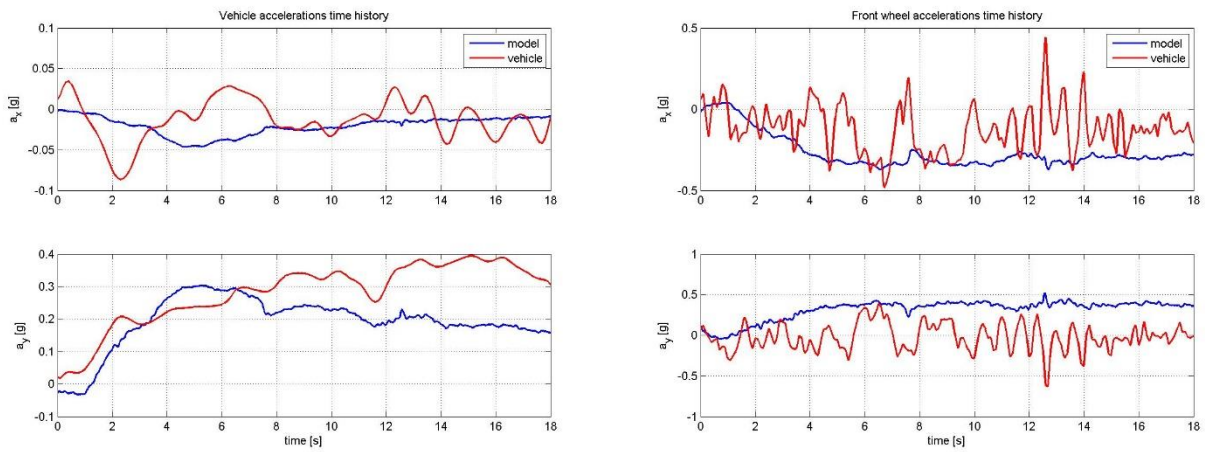 Vehicle accelerations time history
0.1
0.05
0
-0.05
-0.1
a_x [g]
model
vehicle
0 2 4 6 8 10 12 14 16 18
0.4
0.3
0.2
0.1
0
-0.1
a_y [g]
0 2 4 6 8 10 12 14 16 18
time [s]
Front wheel accelerations time history
0.5
0
-0.5
a_x [g]
model
vehicle
0 2 4 6 8 10 12 14 16 18
1
0.5
0
-0.5
-1
a_y [g]
0 2 4 6 8 10 12 14 16 18
time [s]